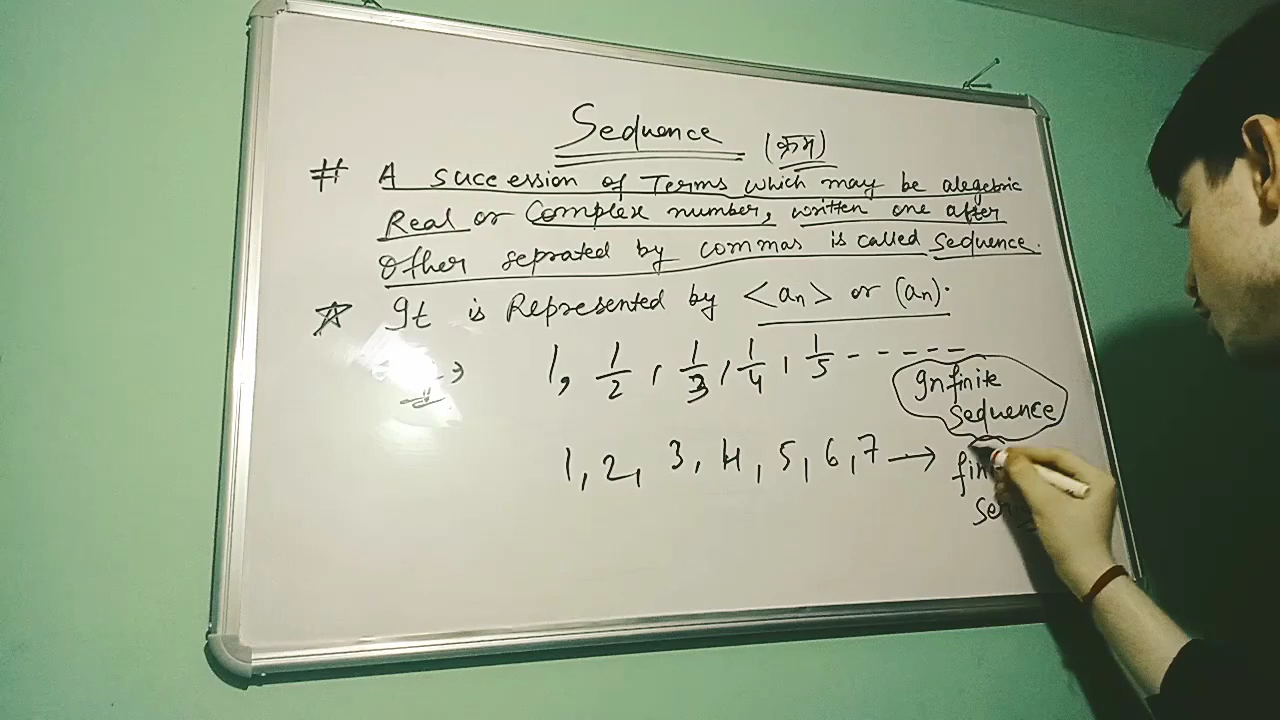 Sequence (क्रम)
# A succession of Terms which may be alegebric
Real or Complex number, written one after
Other seprated by commas is called sequence.
It is Represented by <aₙ> or (aₙ).
→ 1, 1/2, 1/3, 1/4, 1/5 - - - - -
Infinite
sequence
1, 2, 3, 4, 5, 6, 7 →